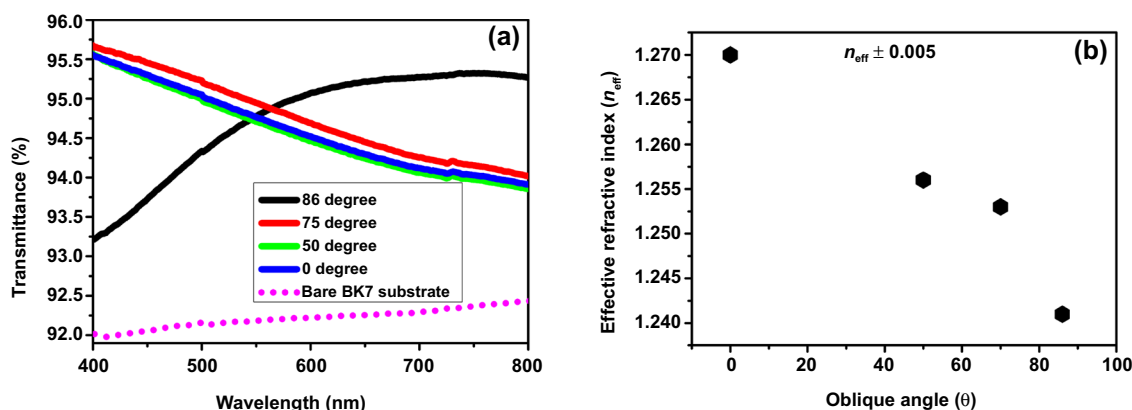 (a)
96.0
95.5
95.0
94.5
94.0
93.5
93.0
92.5
92.0
Transmittance (%)
86 degree
75 degree
50 degree
0 degree
Bare BK7 substrate
400 500 600 700 800
Wavelength (nm)
(b)
n_eff ± 0.005
1.270
1.265
1.260
1.255
1.250
1.245
1.240
Effective refractive index (n_eff)
0 20 40 60 80 100
Oblique angle (θ)